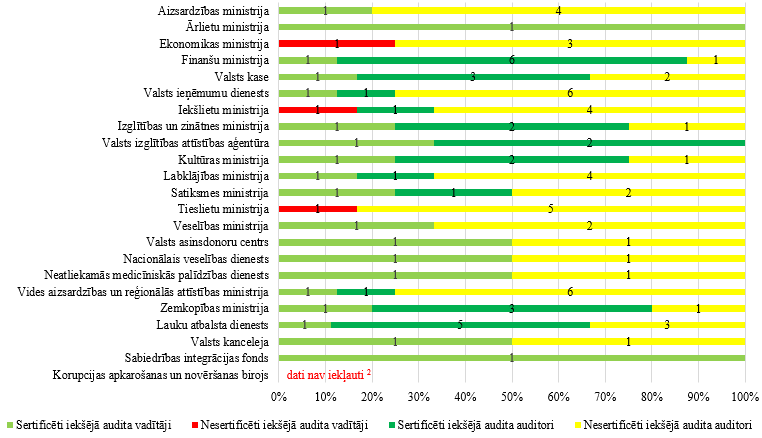 Aizsardzības ministrija 1 4
Ārlietu ministrija 1
Ekonomikas ministrija 1 3
Finanšu ministrija 1 6 1
Valsts kase 1 3 2
Valsts ieņēmumu dienests 1 1 6
Iekšlietu ministrija 1 1 4
Izglītības un zinātnes ministrija 1 2 1
Valsts izglītības attīstības aģentūra 1 2
Kultūras ministrija 1 2 1
Labklājības ministrija 1 1 4
Satiksmes ministrija 1 1 2
Tieslietu ministrija 1 5
Veselības ministrija 1 2
Valsts asinsdonoru centrs 1 1
Nacionālais veselības dienests 1 1
Neatliekamās medicīniskās palīdzības dienests 1 1
Vides aizsardzības un reģionālās attīstības ministrija 1 1 6
Zemkopības ministrija 1 3 1
Lauku atbalsta dienests 1 5 3
Valsts kanceleja 1 1
Sabiedrības integrācijas fonds 1
Korupcijas apkarošanas un novēršanas birojs dati nav iekļauti ²
0% 10% 20% 30% 40% 50% 60% 70% 80% 90% 100%
Sertificēti iekšējā audita vadītāji Nesertificēti iekšējā audita vadītāji Sertificēti iekšējā audita auditori Nesertificēti iekšējā audita auditori